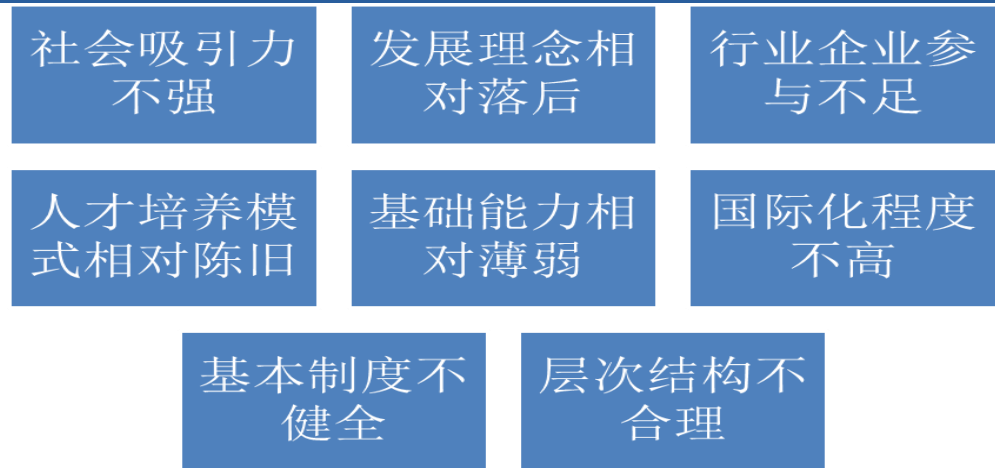 社会吸引力
不强
发展理念相
对落后
行业企业参
与不足
人才培养模
式相对陈旧
基础能力相
对薄弱
国际化程度
不高
基本制度不
健全
层次结构不
合理